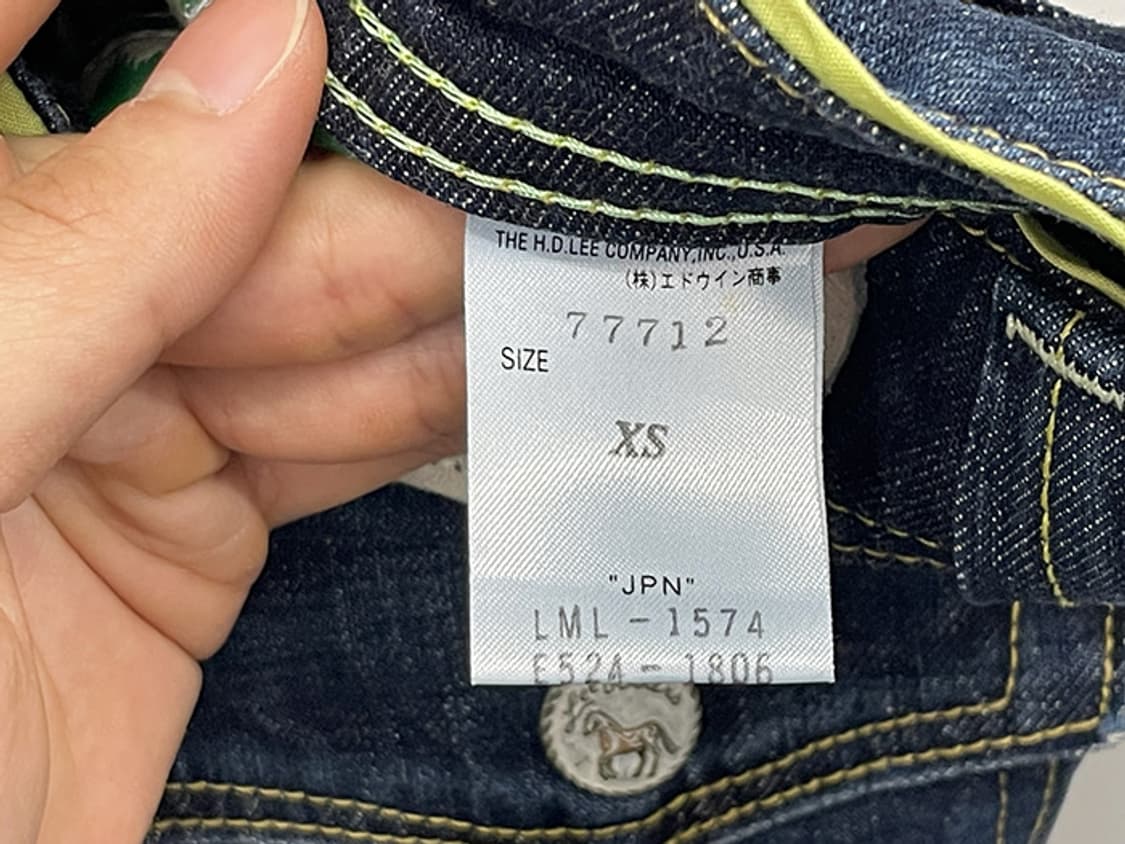 THE H.D.LEE COMPANY,INC.,U.S.A.
(株)エドウイン商事
77712
SIZE
XS
"JPN"
LML-1574
E524-1806